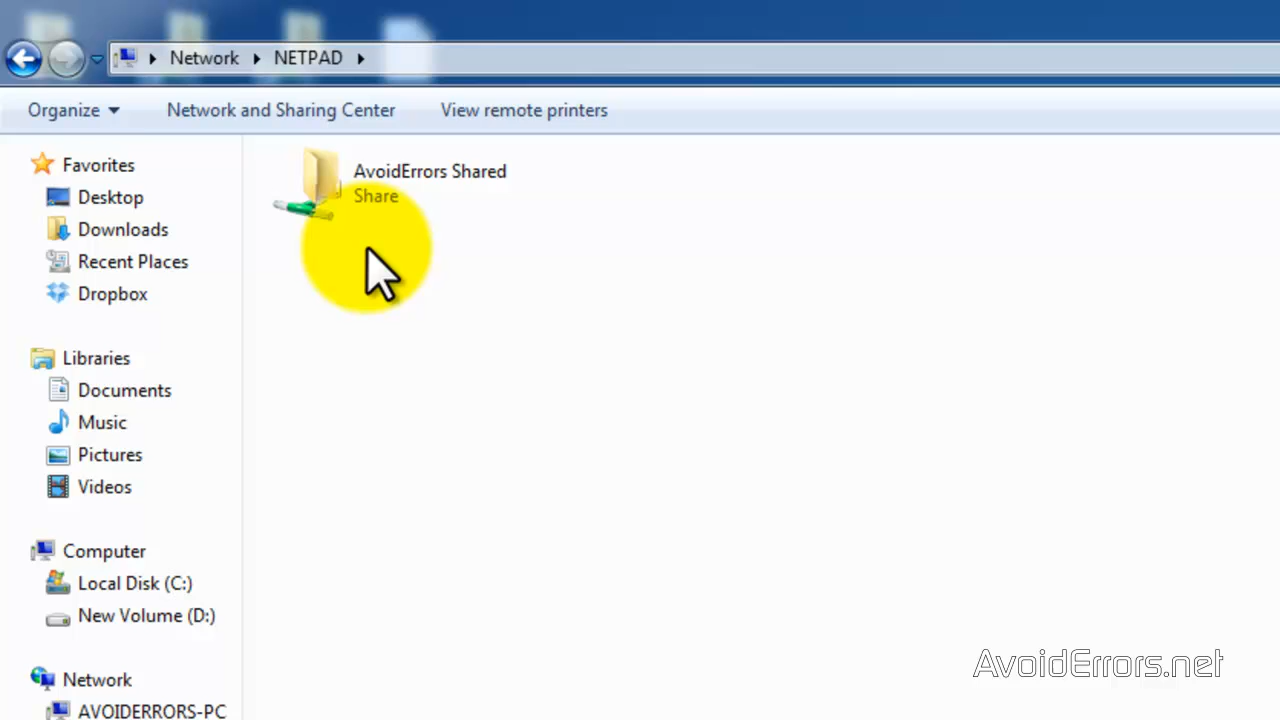 Network NETPAD
Organize Network and Sharing Center View remote printers
Favorites
Desktop
Downloads
Recent Places
Dropbox
Libraries
Documents
Music
Pictures
Videos
Computer
Local Disk (C:)
New Volume (D:)
Network
AVOIDERRORS-PC
AvoidErrors Shared
Share
AvoidErrors.net